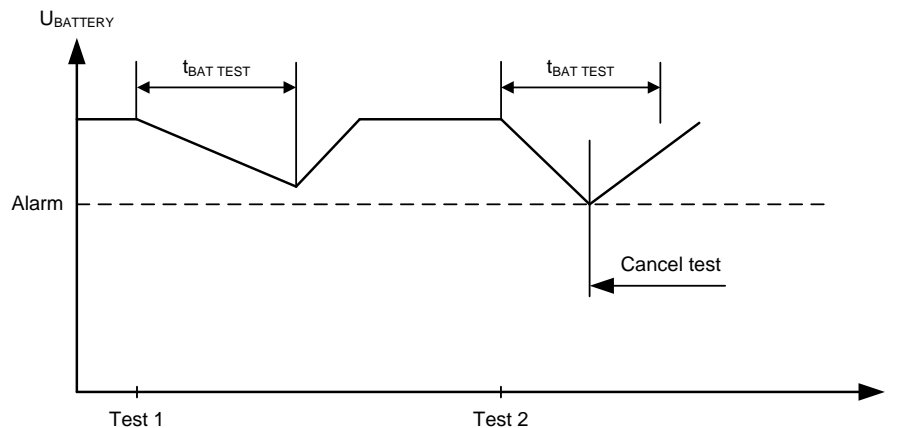 UBATTERY
tBAT TEST
tBAT TEST
Alarm
Cancel test
Test 1
Test 2